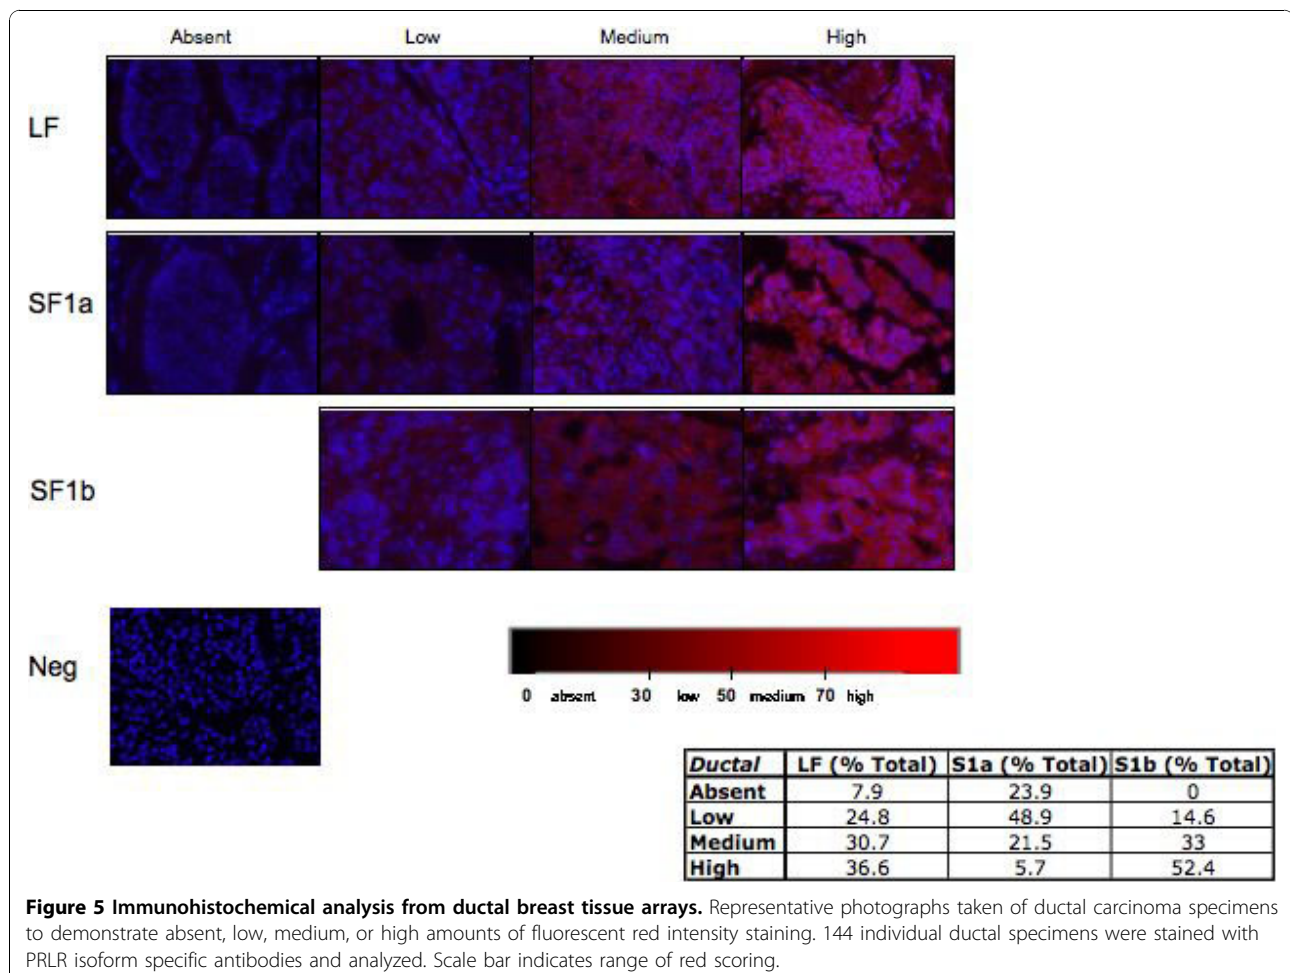 Absent Low Medium High
LF
SF1a
SF1b
Neg
0 absent 30 low 50 medium 70 high
Ductal LF (% Total) S1a (% Total) S1b (% Total)
Absent 7.9 23.9 0
Low 24.8 48.9 14.6
Medium 30.7 21.5 33
High 36.6 5.7 52.4
Figure 5 Immunohistochemical analysis from ductal breast tissue arrays. Representative photographs taken of ductal carcinoma specimens
to demonstrate absent, low, medium, or high amounts of fluorescent red intensity staining. 144 individual ductal specimens were stained with
PRLR isoform specific antibodies and analyzed. Scale bar indicates range of red scoring.